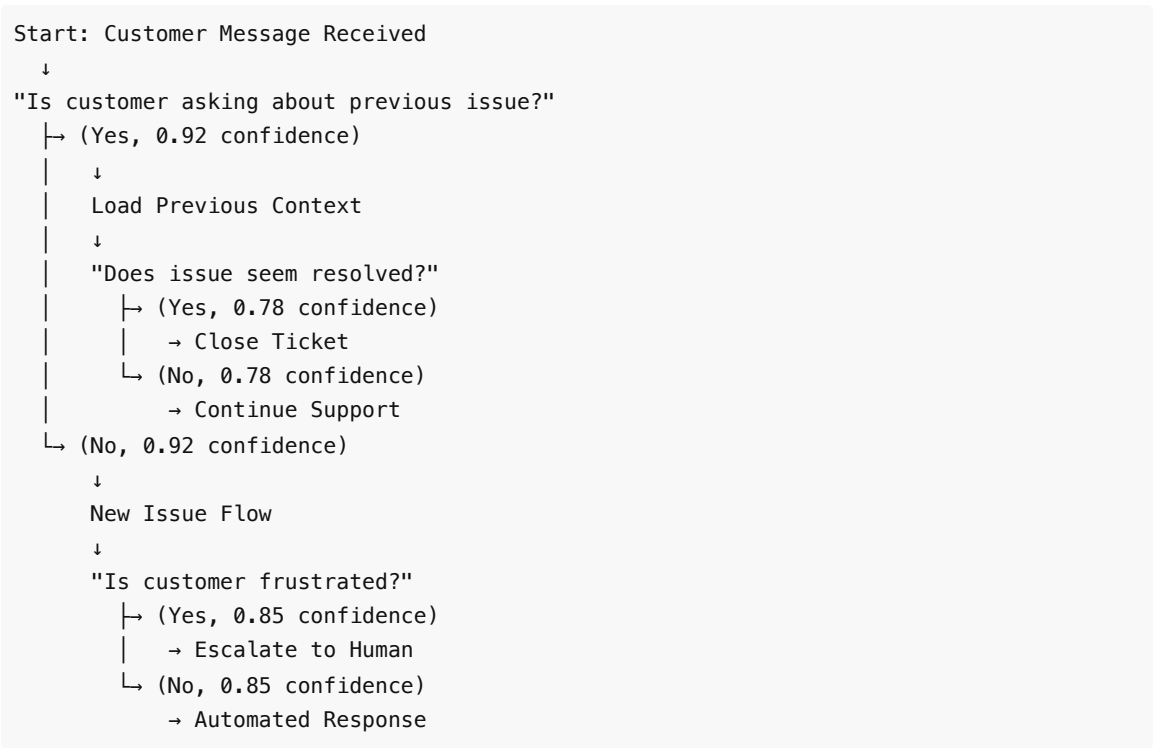 Start: Customer Message Received
  ↓
"Is customer asking about previous issue?"
  ├→ (Yes, 0.92 confidence)
  │   ↓
  │   Load Previous Context
  │   ↓
  │   "Does issue seem resolved?"
  │     ├→ (Yes, 0.78 confidence)
  │     │   → Close Ticket
  │     └→ (No, 0.78 confidence)
  │         → Continue Support
  └→ (No, 0.92 confidence)
      ↓
      New Issue Flow
      ↓
      "Is customer frustrated?"
        ├→ (Yes, 0.85 confidence)
        │   → Escalate to Human
        └→ (No, 0.85 confidence)
            → Automated Response